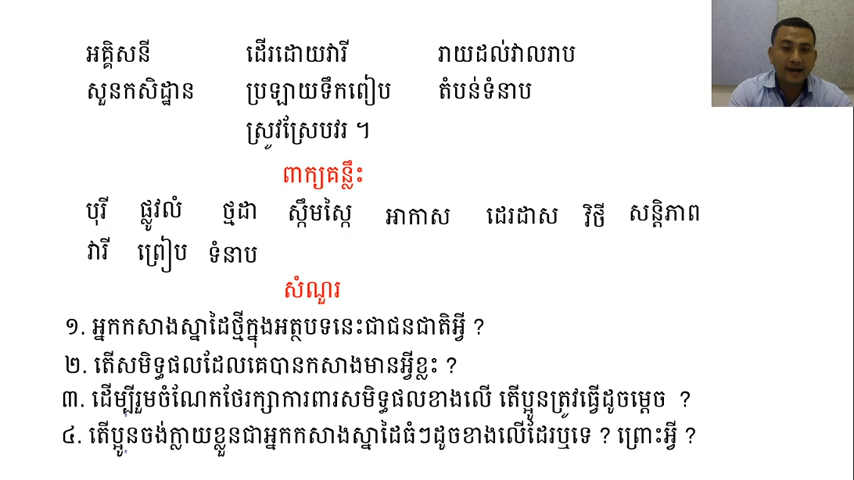 អគ្គិសនី ដើរដោយវារី រាយដល់វាលរាប
សួនកសិដ្ឋាន ប្រឡាយទឹកពៀប តំបន់ទំនាប
ស្រូវស្រែបវរ ។
ពាក្យគន្លឹះ
បុរី ផ្លូវលំ ថ្មដា ស្កឹមស្កៃ អាកាស ដេរដាស វិថី សន្តិភាព
វារី ព្រៀប ទំនាប
សំណួរ
១. អ្នកកសាងស្នាដៃថ្មីក្នុងអត្ថបទនេះជាជនជាតិអ្វី ?
២. តើសមិទ្ធផលដែលគេបានកសាងមានអ្វីខ្លះ ?
៣. ដើម្បីរួមចំណែកថែរក្សាការពារសមិទ្ធផលខាងលើ តើប្អូនត្រូវធ្វើដូចម្ដេច ?
៤. តើប្អូនចង់ក្លាយខ្លួនជាអ្នកកសាងស្នាដៃធំៗដូចខាងលើដែរឬទេ ? ព្រោះអ្វី ?